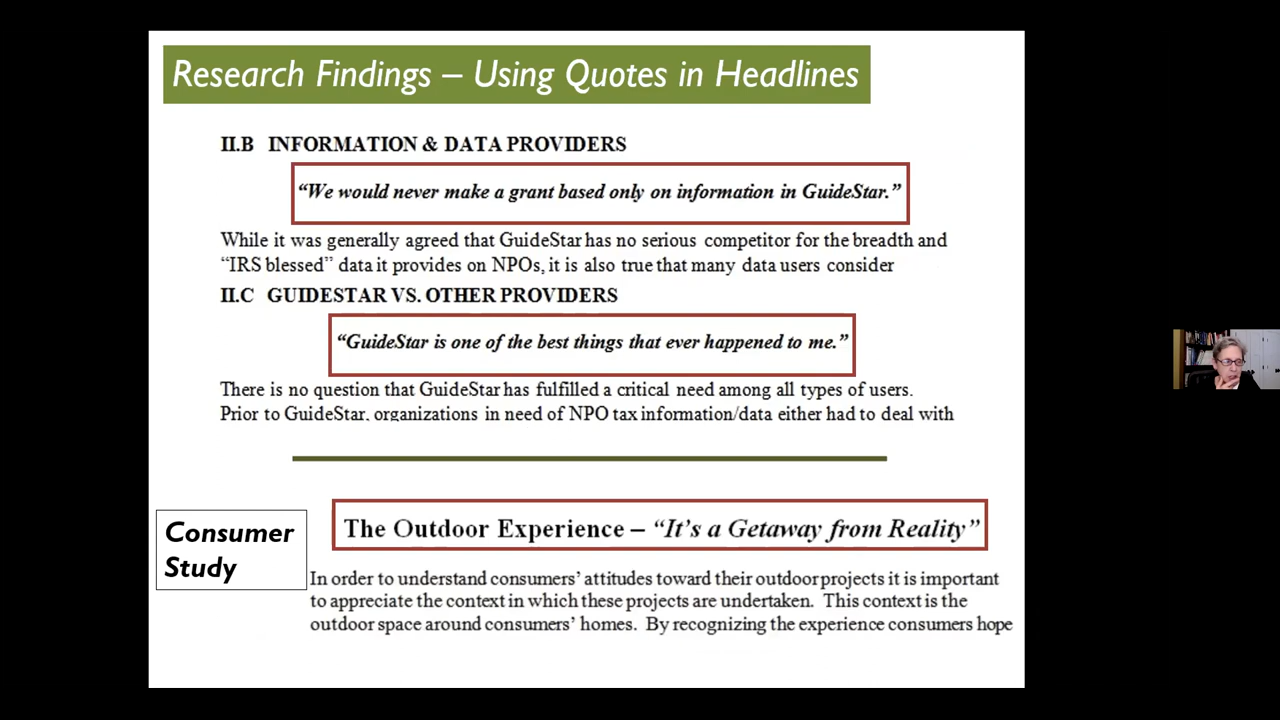 Research Findings – Using Quotes in Headlines
II.B INFORMATION & DATA PROVIDERS
“We would never make a grant based only on information in GuideStar.”
While it was generally agreed that GuideStar has no serious competitor for the breadth and
“IRS blessed” data it provides on NPOs, it is also true that many data users consider
II.C GUIDESTAR VS. OTHER PROVIDERS
“GuideStar is one of the best things that ever happened to me.”
There is no question that GuideStar has fulfilled a critical need among all types of users.
Prior to GuideStar, organizations in need of NPO tax information/data either had to deal with
Consumer
Study
The Outdoor Experience – “It’s a Getaway from Reality”
In order to understand consumers’ attitudes toward their outdoor projects it is important
to appreciate the context in which these projects are undertaken. This context is the
outdoor space around consumers’ homes. By recognizing the experience consumers hope